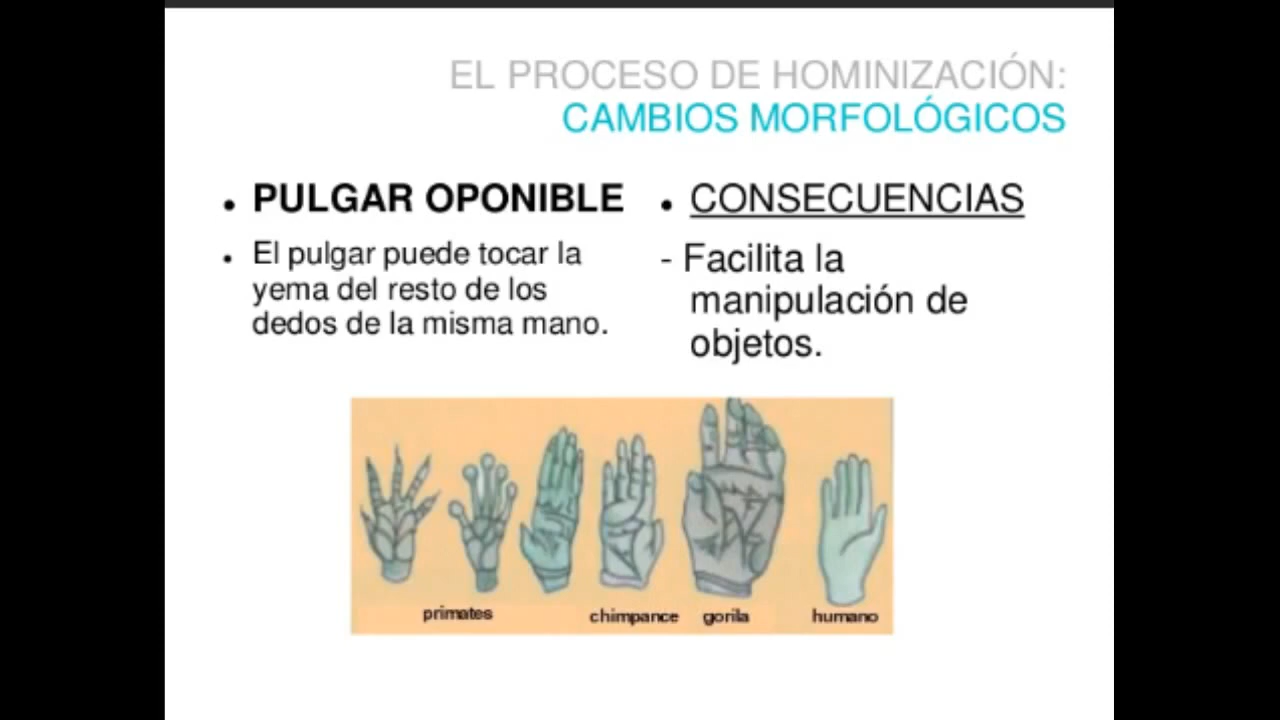 EL PROCESO DE HOMINIZACIÓN:
CAMBIOS MORFOLÓGICOS
• PULGAR OPONIBLE
• El pulgar puede tocar la
yema del resto de los
dedos de la misma mano.
• CONSECUENCIAS
- Facilita la
manipulación de
objetos.
primates
chimpance
gorila
humano